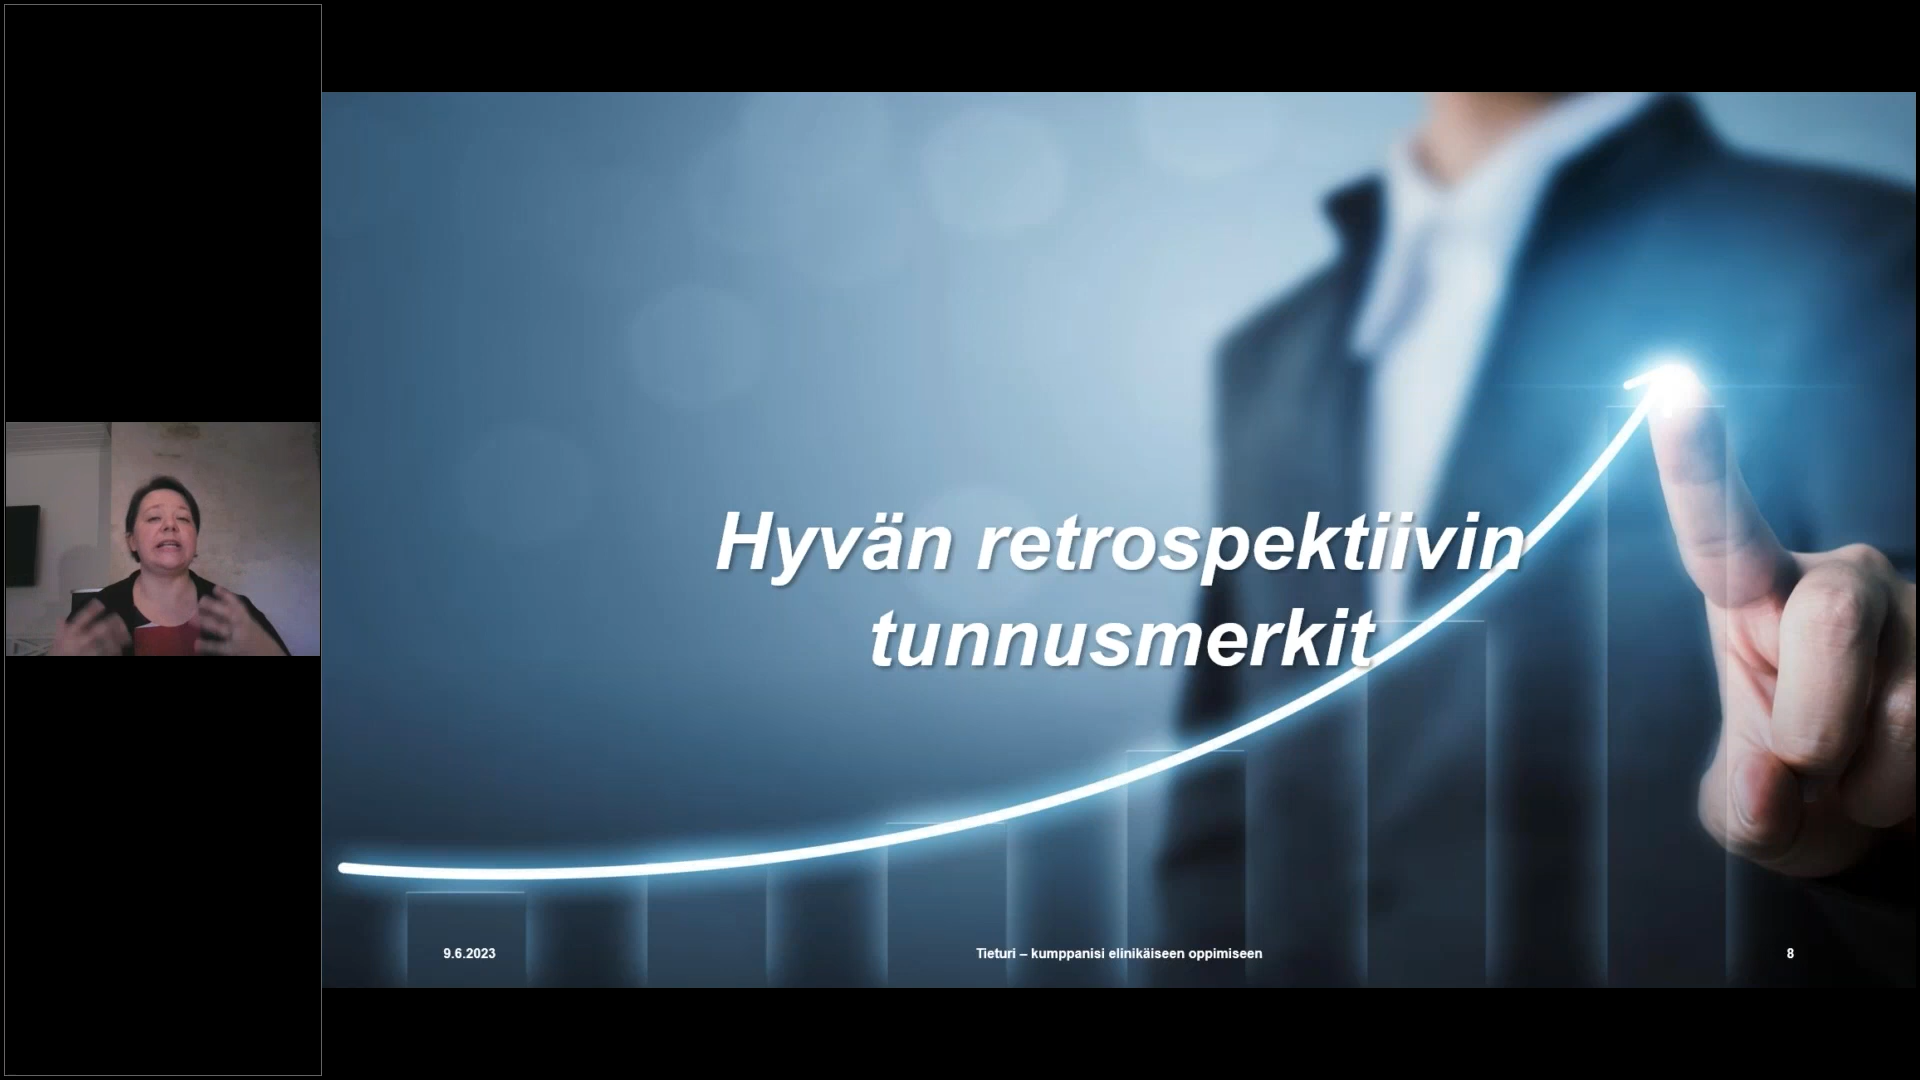 Hyvän retrospektiivin
tunnusmerkit
9.6.2023
Tieturi – kumppanisi elinikäiseen oppimiseen
8